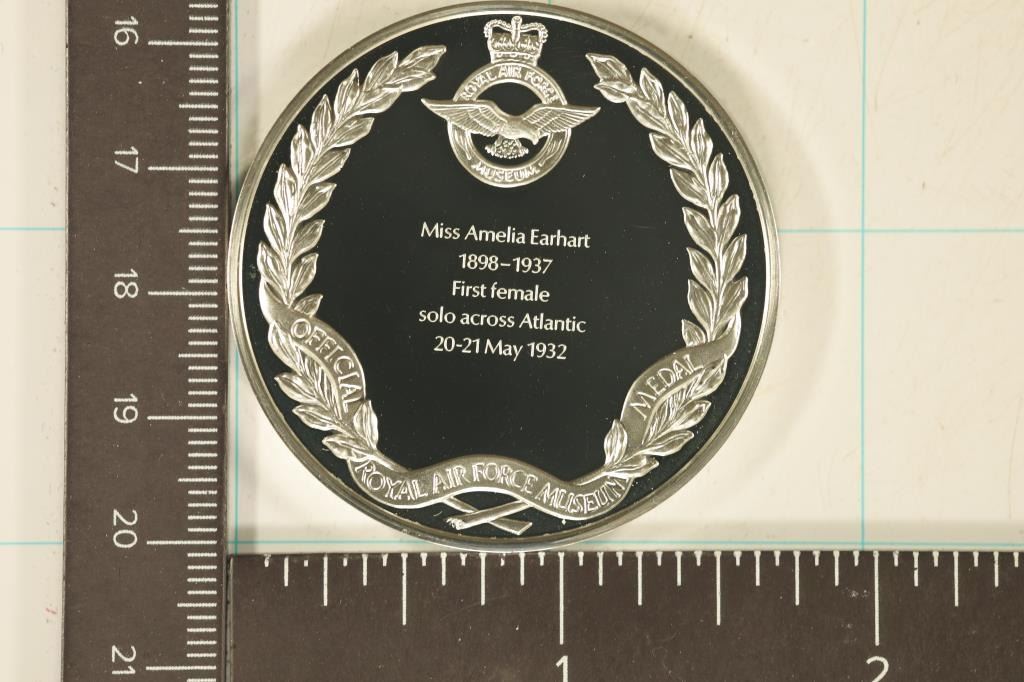 ROYAL AIR FORCE
MUSEUM
Miss Amelia Earhart
1898–1937
First female
solo across Atlantic
20-21 May 1932
OFFICIAL
MEDAL
ROYAL AIR FORCE MUSEUM
16
17
18
19
20
21
1
2